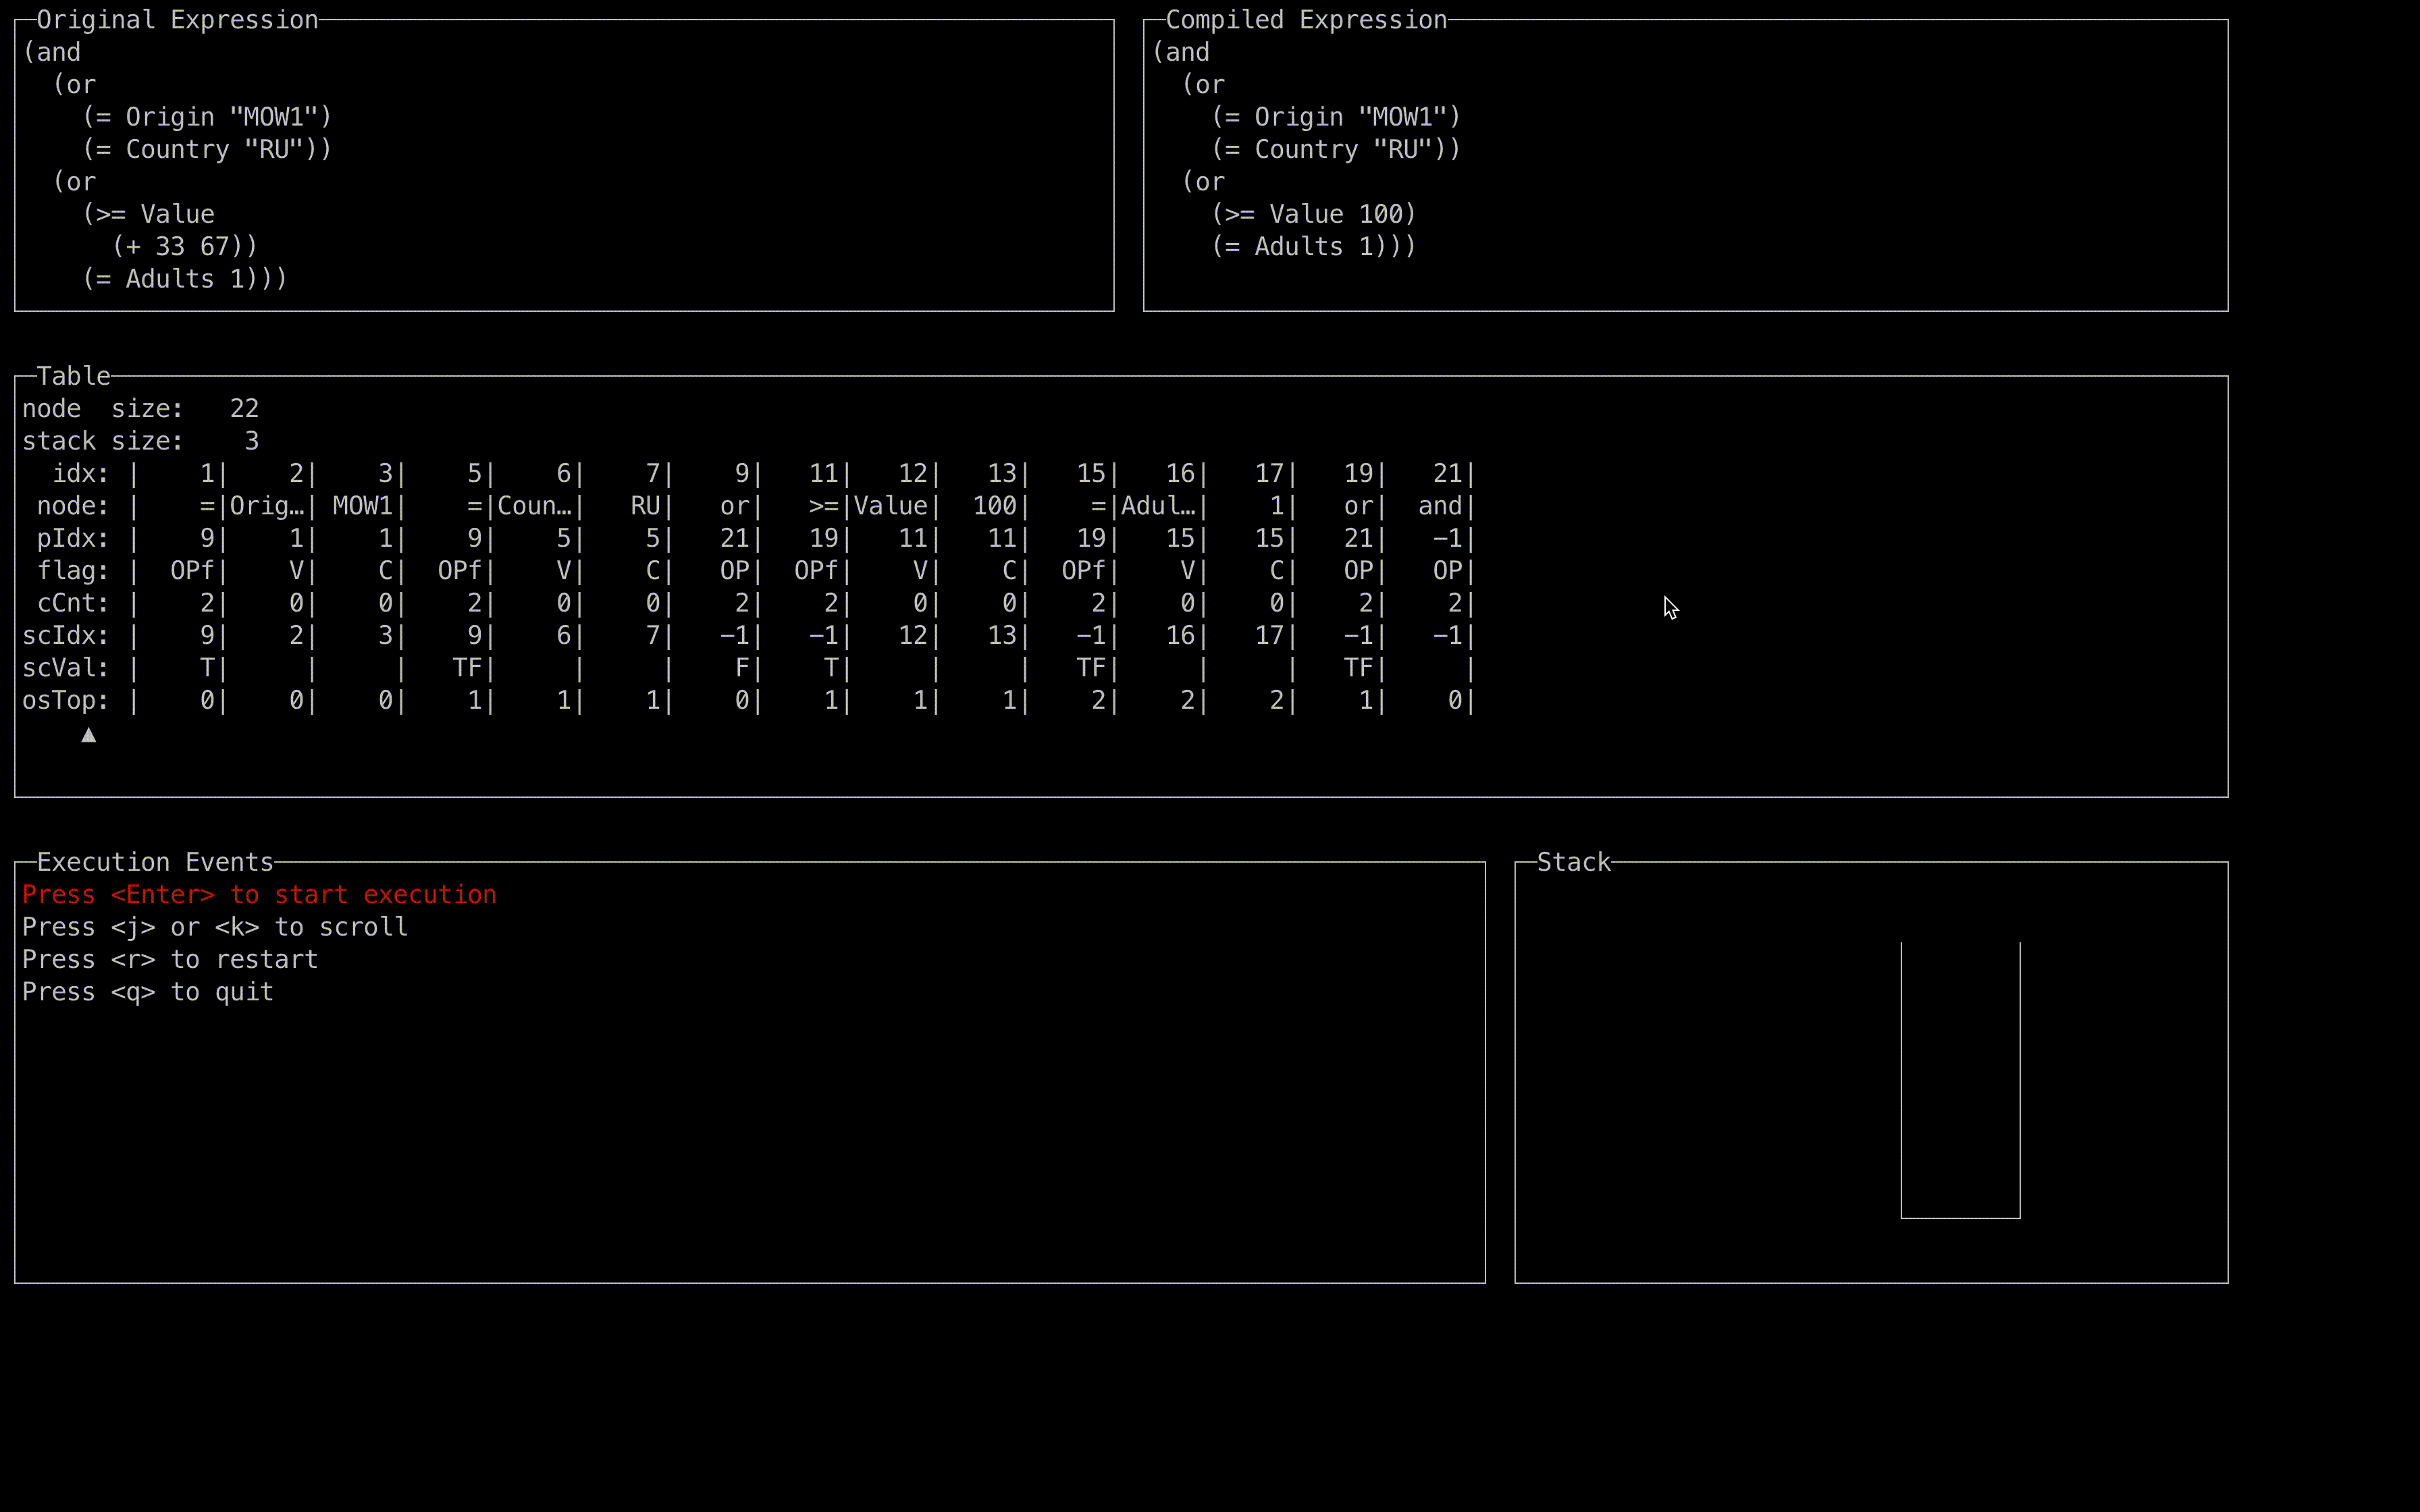 Original Expression
(and
  (or
    (= Origin "MOW1")
    (= Country "RU"))
  (or
    (>= Value
      (+ 33 67))
    (= Adults 1)))
Compiled Expression
(and
  (or
    (= Origin "MOW1")
    (= Country "RU"))
  (or
    (>= Value 100)
    (= Adults 1)))
Table
node  size:   22
stack size:    3
  idx: |    1|    2|    3|    5|    6|    7|    9|   11|   12|   13|   15|   16|   17|   19|   21|
 node: |    =|Orig…| MOW1|    =|Coun…|   RU|   or|   >=|Value|  100|    =|Adul…|    1|   or|  and|
 pIdx: |    9|    1|    1|    9|    5|    5|   21|   19|   11|   11|   19|   15|   15|   21|   −1|
 flag: |  OPf|    V|    C|  OPf|    V|    C|   OP|  OPf|    V|    C|  OPf|    V|    C|   OP|   OP|
 cCnt: |    2|    0|    0|    2|    0|    0|    2|    2|    0|    0|    2|    0|    0|    2|    2|
scIdx: |    9|    2|    3|    9|    6|    7|   −1|   −1|   12|   13|   −1|   16|   17|   −1|   −1|
scVal: |    T|     |     |   TF|     |     |    F|    T|     |     |   TF|     |     |   TF|     |
osTop: |    0|    0|    0|    1|    1|    1|    0|    1|    1|    1|    2|    2|    2|    1|    0|
    ▲
Execution Events
Press <Enter> to start execution
Press <j> or <k> to scroll
Press <r> to restart
Press <q> to quit
Stack